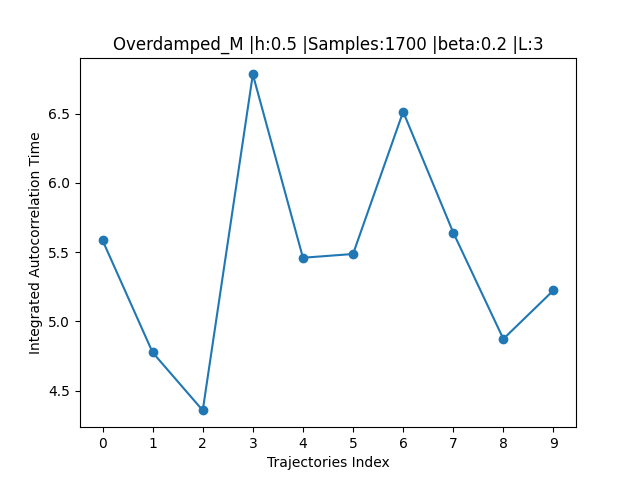 Overdamped_M |h:0.5 |Samples:1700 |beta:0.2 |L:3
Integrated Autocorrelation Time
6.5
6.0
5.5
5.0
4.5
0 1 2 3 4 5 6 7 8 9
Trajectories Index